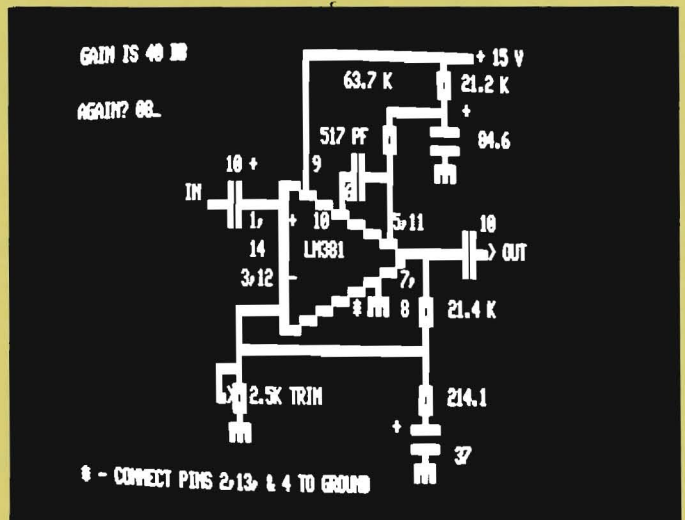 GAIN IS 40 DB
+ 15 V
63.7 K
21.2 K
AGAIN? 00_
+
517 PF
84.6
10 +
9
IN
1,
+
10
5,11
10
14
LM381
> OUT
3,12
-
7,
*
8
21.4 K
2.5K TRIM
214.1
+
37
* - CONNECT PINS 2,13, & 4 TO GROUND